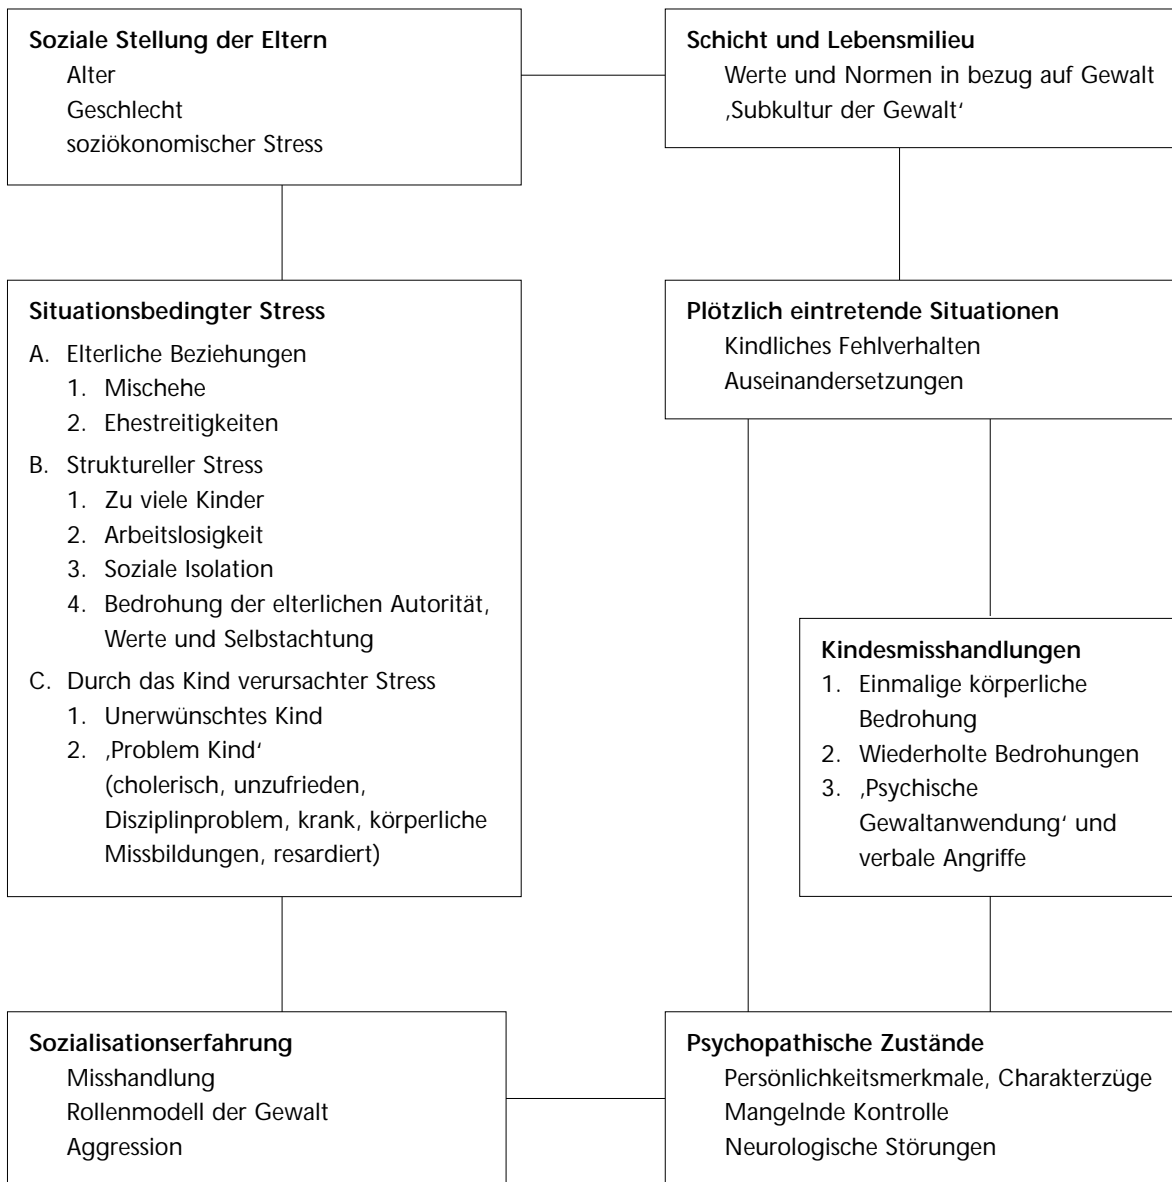 Soziale Stellung der Eltern
Alter
Geschlecht
soziökonomischer Stress
Schicht und Lebensmilieu
Werte und Normen in bezug auf Gewalt
‚Subkultur der Gewalt‘
Situationsbedingter Stress
A. Elterliche Beziehungen
1. Mischehe
2. Ehestreitigkeiten
B. Struktureller Stress
1. Zu viele Kinder
2. Arbeitslosigkeit
3. Soziale Isolation
4. Bedrohung der elterlichen Autorität,
Werte und Selbstachtung
C. Durch das Kind verursachter Stress
1. Unerwünschtes Kind
2. ‚Problem Kind‘
(cholerisch, unzufrieden,
Disziplinproblem, krank, körperliche
Missbildungen, resardiert)
Plötzlich eintretende Situationen
Kindliches Fehlverhalten
Auseinandersetzungen
Kindesmisshandlungen
1. Einmalige körperliche
Bedrohung
2. Wiederholte Bedrohungen
3. ‚Psychische
Gewaltanwendung‘ und
verbale Angriffe
Sozialisationserfahrung
Misshandlung
Rollenmodell der Gewalt
Aggression
Psychopathische Zustände
Persönlichkeitsmerkmale, Charakterzüge
Mangelnde Kontrolle
Neurologische Störungen